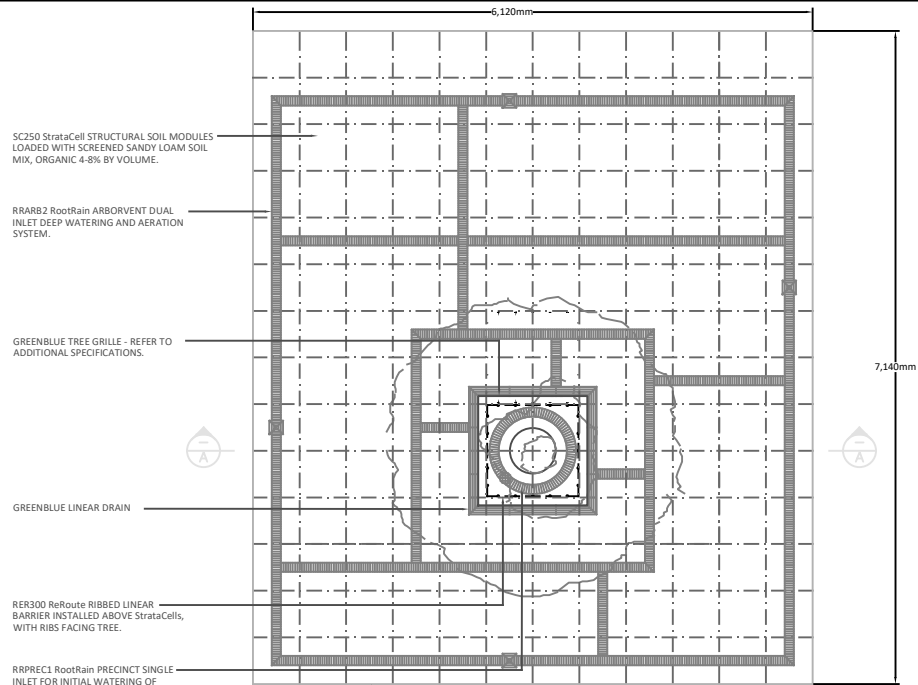 6,120mm
SC250 StrataCell STRUCTURAL SOIL MODULES
LOADED WITH SCREENED SANDY LOAM SOIL
MIX, ORGANIC 4-8% BY VOLUME.
RRARB2 RootRain ARBORVENT DUAL
INLET DEEP WATERING AND AERATION
SYSTEM.
GREENBLUE TREE GRILLE - REFER TO
ADDITIONAL SPECIFICATIONS.
7,140mm
A
A
GREENBLUE LINEAR DRAIN
RER300 ReRoute RIBBED LINEAR
BARRIER INSTALLED ABOVE StrataCells,
WITH RIBS FACING TREE.
RRPREC1 RootRain PRECINCT SINGLE
INLET FOR INITIAL WATERING OF